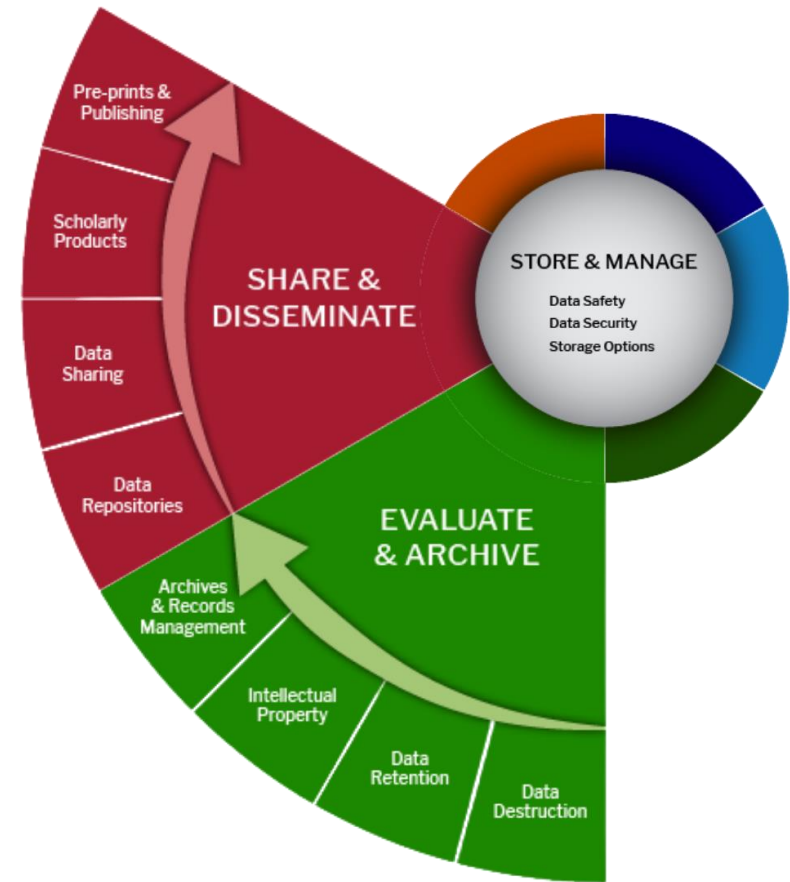 Pre-prints &
Publishing
Scholarly
Products
Data
Sharing
Data
Repositories
SHARE &
DISSEMINATE
STORE & MANAGE
Data Safety
Data Security
Storage Options
EVALUATE
& ARCHIVE
Archives
& Records
Management
Intellectual
Property
Data
Retention
Data
Destruction